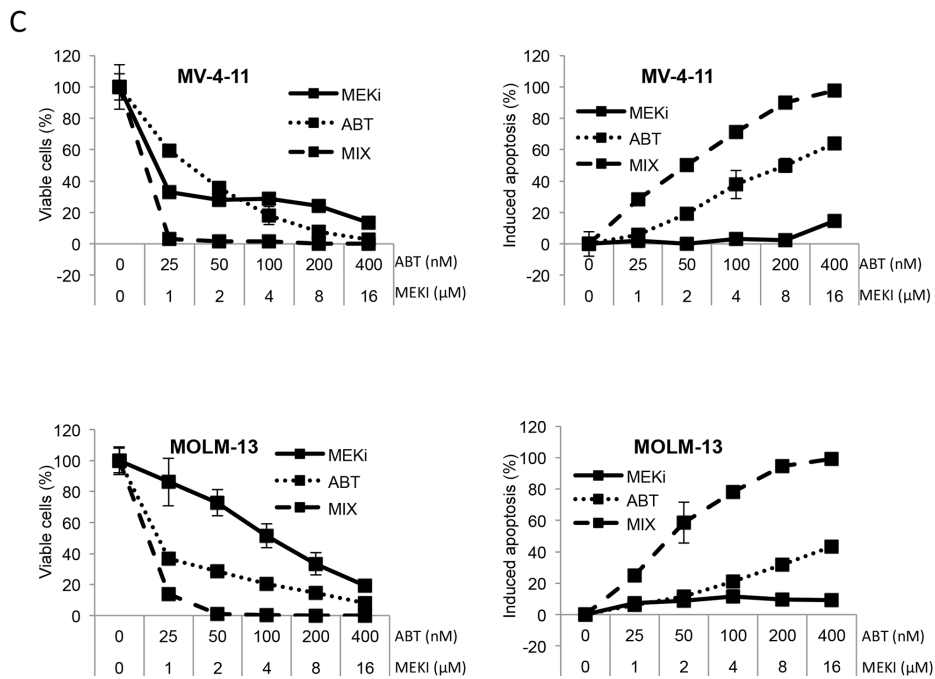 C
MV-4-11
Viable cells (%)
120
100
80
60
40
20
0
-20
MEKi
ABT
MIX
0 25 50 100 200 400 ABT (nM)
0 1 2 4 8 16 MEKI (µM)
MV-4-11
Induced apoptosis (%)
120
100
80
60
40
20
0
-20
MEKi
ABT
MIX
0 25 50 100 200 400 ABT (nM)
0 1 2 4 8 16 MEKI (µM)
MOLM-13
Viable cells (%)
120
100
80
60
40
20
0
MEKi
ABT
MIX
0 25 50 100 200 400 ABT (nM)
0 1 2 4 8 16 MEKI (µM)
MOLM-13
Induced apoptosis (%)
120
100
80
60
40
20
0
-20
MEKi
ABT
MIX
0 25 50 100 200 400 ABT (nM)
0 1 2 4 8 16 MEKI (µM)